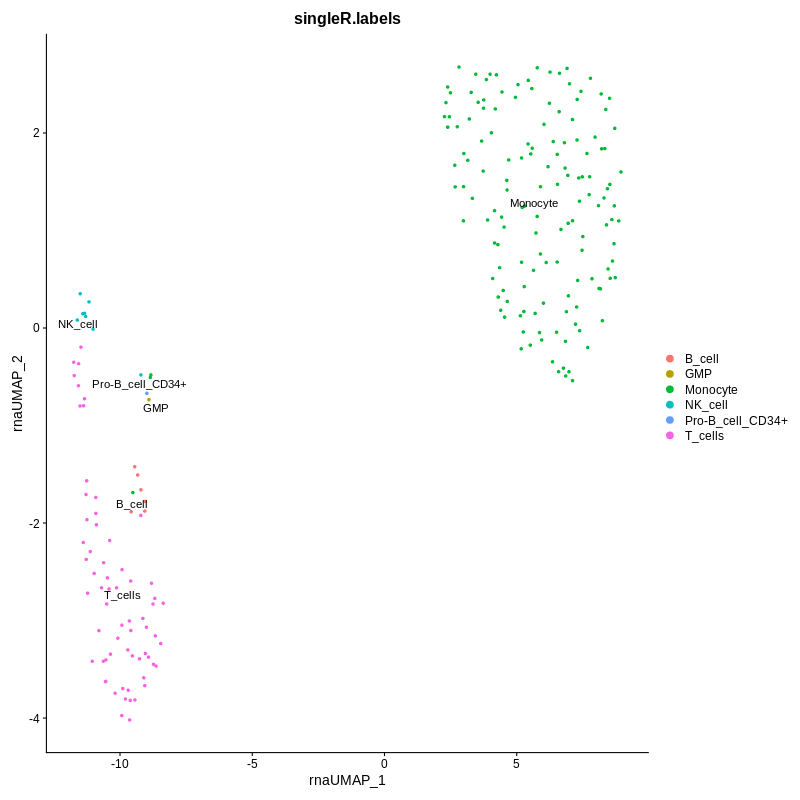 singleR.labels
rnaUMAP_2
2
0
-2
-4
Monocyte
NK_cell
Pro-B_cell_CD34+
GMP
B_cell
T_cells
B_cell
GMP
Monocyte
NK_cell
Pro-B_cell_CD34+
T_cells
-10
-5
0
5
rnaUMAP_1